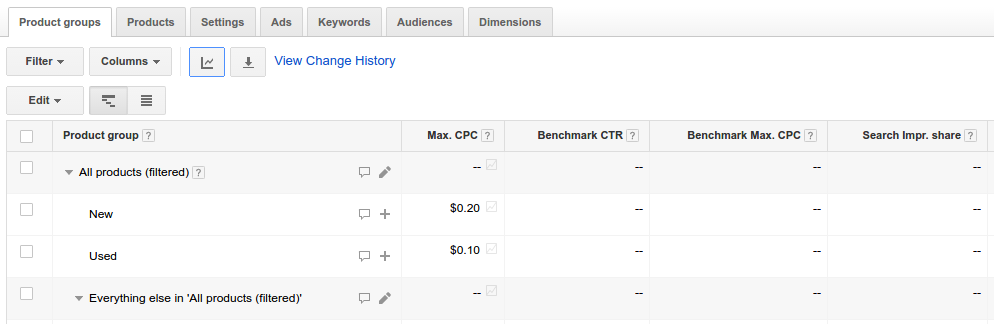 Product groups Products Settings Ads Keywords Audiences Dimensions
Filter Columns View Change History
Edit
Product group ? Max. CPC ? Benchmark CTR ? Benchmark Max. CPC ? Search Impr. share ?
All products (filtered) ? -- -- -- --
New $0.20 -- -- --
Used $0.10 -- -- --
Everything else in 'All products (filtered)' -- -- -- --